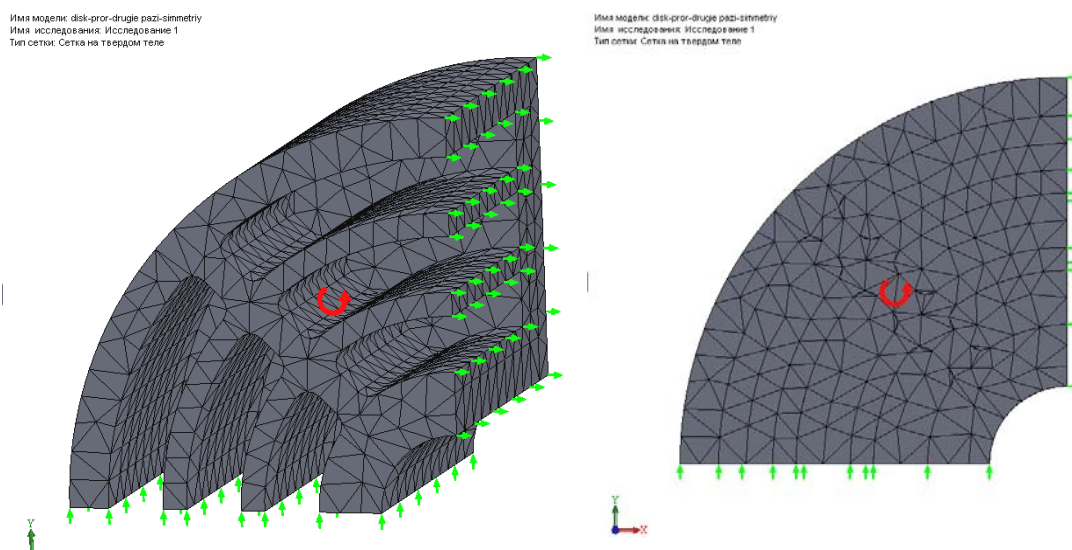 Имя модели: disk-pror-drugie pazi-simmetriy
Имя исследования: Исследование 1
Тип сетки: Сетка на твердом теле
Имя модели: disk-pror-drugie pazi-simmetriy
Имя исследования: Исследование 1
Тип сетки: Сетка на твердом теле
Y
Y
X